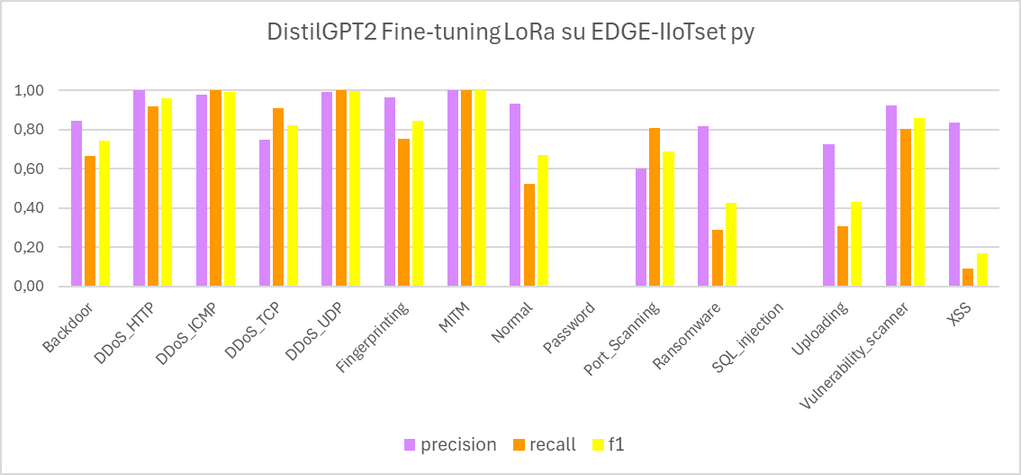 DistilGPT2 Fine-tuning LoRa su EDGE-IIoTset py
1,00
0,80
0,60
0,40
0,20
0,00
Backdoor
DDoS_HTTP
DDoS_ICMP
DDoS_TCP
DDoS_UDP
Fingerprinting
MITM
Normal
Password
Port_Scanning
Ransomware
SQL_injection
Uploading
Vulnerability_scanner
XSS
precision recall f1